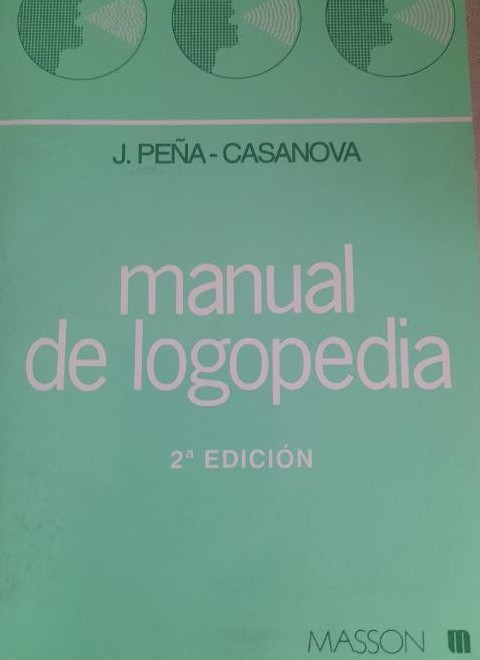 J. PEÑA-CASANOVA
manual
de logopedia
2ª EDICIÓN
MASSON m